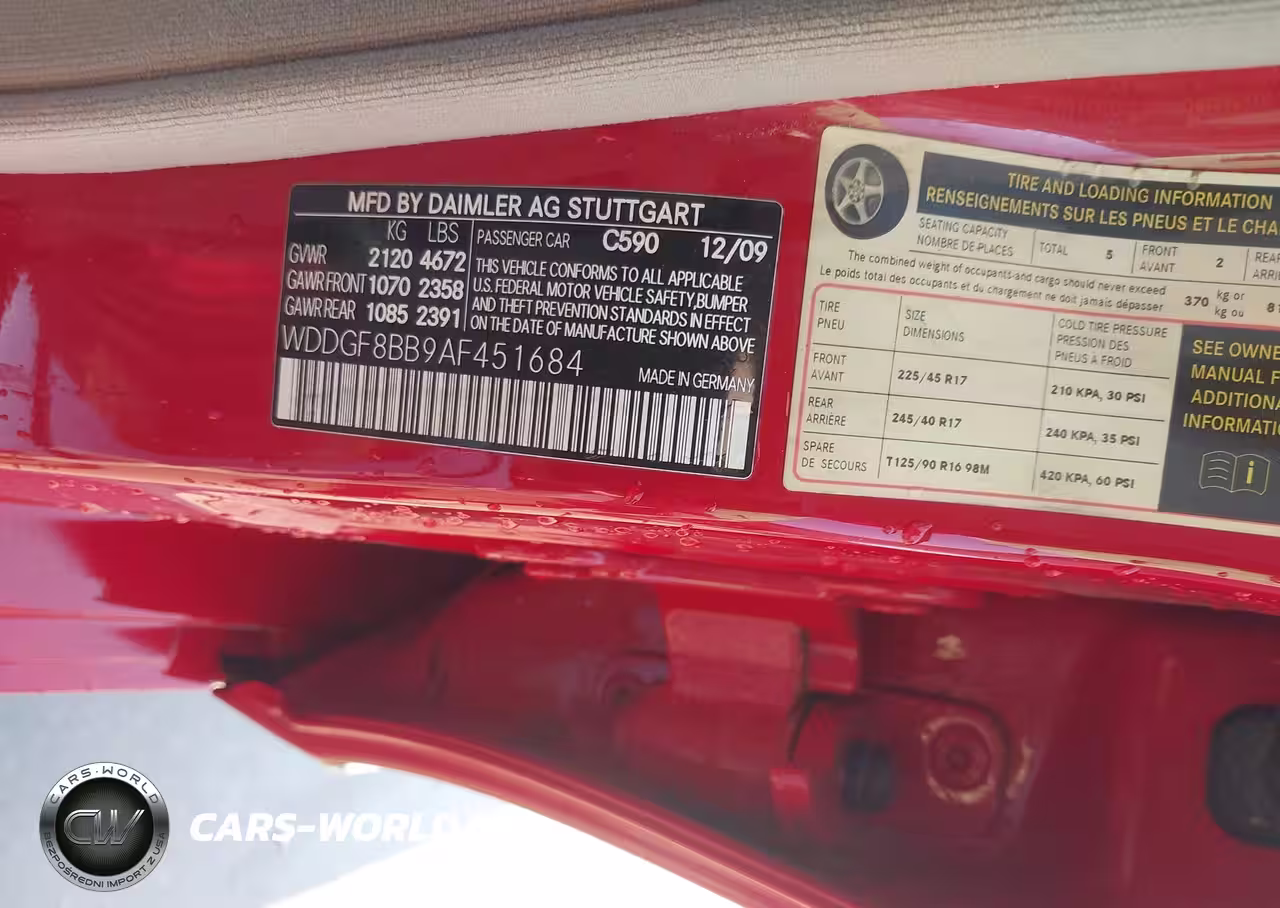 MFD BY DAIMLER AG STUTTGART
KG LBS
GVWR 2120 4672
GAWR FRONT 1070 2358
GAWR REAR 1085 2391
PASSENGER CAR C590 12/09
THIS VEHICLE CONFORMS TO ALL APPLICABLE
U.S. FEDERAL MOTOR VEHICLE SAFETY,BUMPER
AND THEFT PREVENTION STANDARDS IN EFFECT
ON THE DATE OF MANUFACTURE SHOWN ABOVE
WDDGF8BB9AF451684
MADE IN GERMANY
TIRE AND LOADING INFORMATION
RENSEIGNEMENTS SUR LES PNEUS ET LE
SEATING CAPACITY
NOMBRE DE PLACES
TOTAL 5
FRONT
AVANT
2
The combined weight of occupants and cargo should never exceed
Le poids total des occupants et du chargement ne doit jamais dépasser
370 kg or
kg ou
TIRE
PNEU
SIZE
DIMENSIONS
COLD TIRE PRESSURE
PRESSION DES
PNEUS À FROID
FRONT
AVANT
225/45 R17
210 KPA, 30 PSI
REAR
ARRIÈRE
245/40 R17
240 KPA, 35 PSI
SPARE
DE SECOURS
T125/90 R16 98M
420 KPA, 60 PSI
SEE
MANUAL
CARS-WORLD
CW
BEZPOŚREDNI IMPORT Z USA
CARS-WORLD